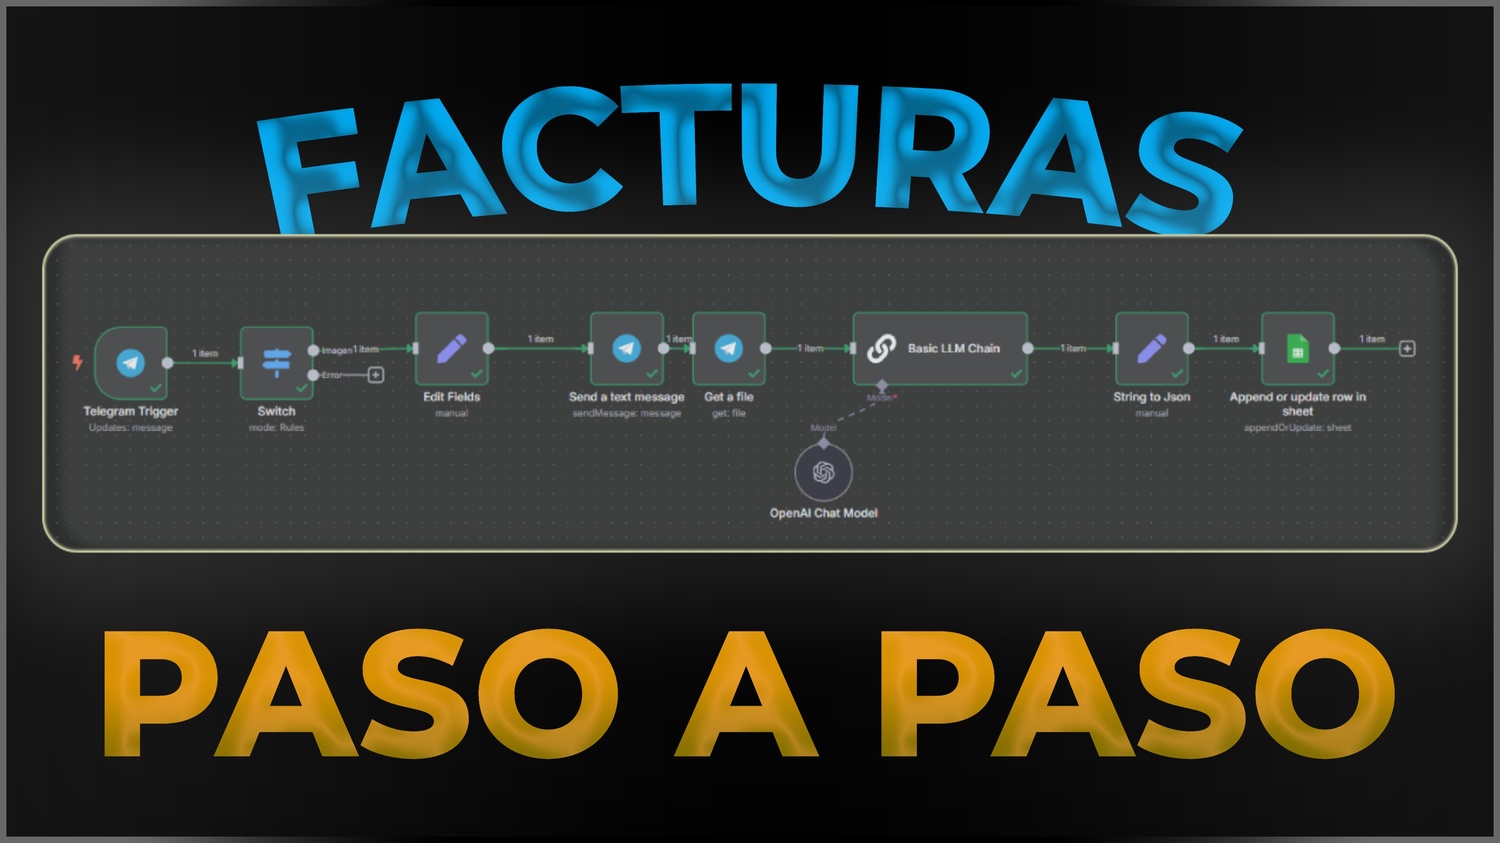 FACTURAS
1 item
Imagen
1 item
Error
1 item
1 item
1 item
Basic LLM Chain
1 item
1 item
1 item
Telegram Trigger
Updates: message
Switch
mode: Rules
Edit Fields
manual
Send a text message
sendMessage: message
Get a file
get: file
Model*
Model
OpenAI Chat Model
String to Json
manual
Append or update row in
sheet
appendOrUpdate: sheet
PASO A PASO